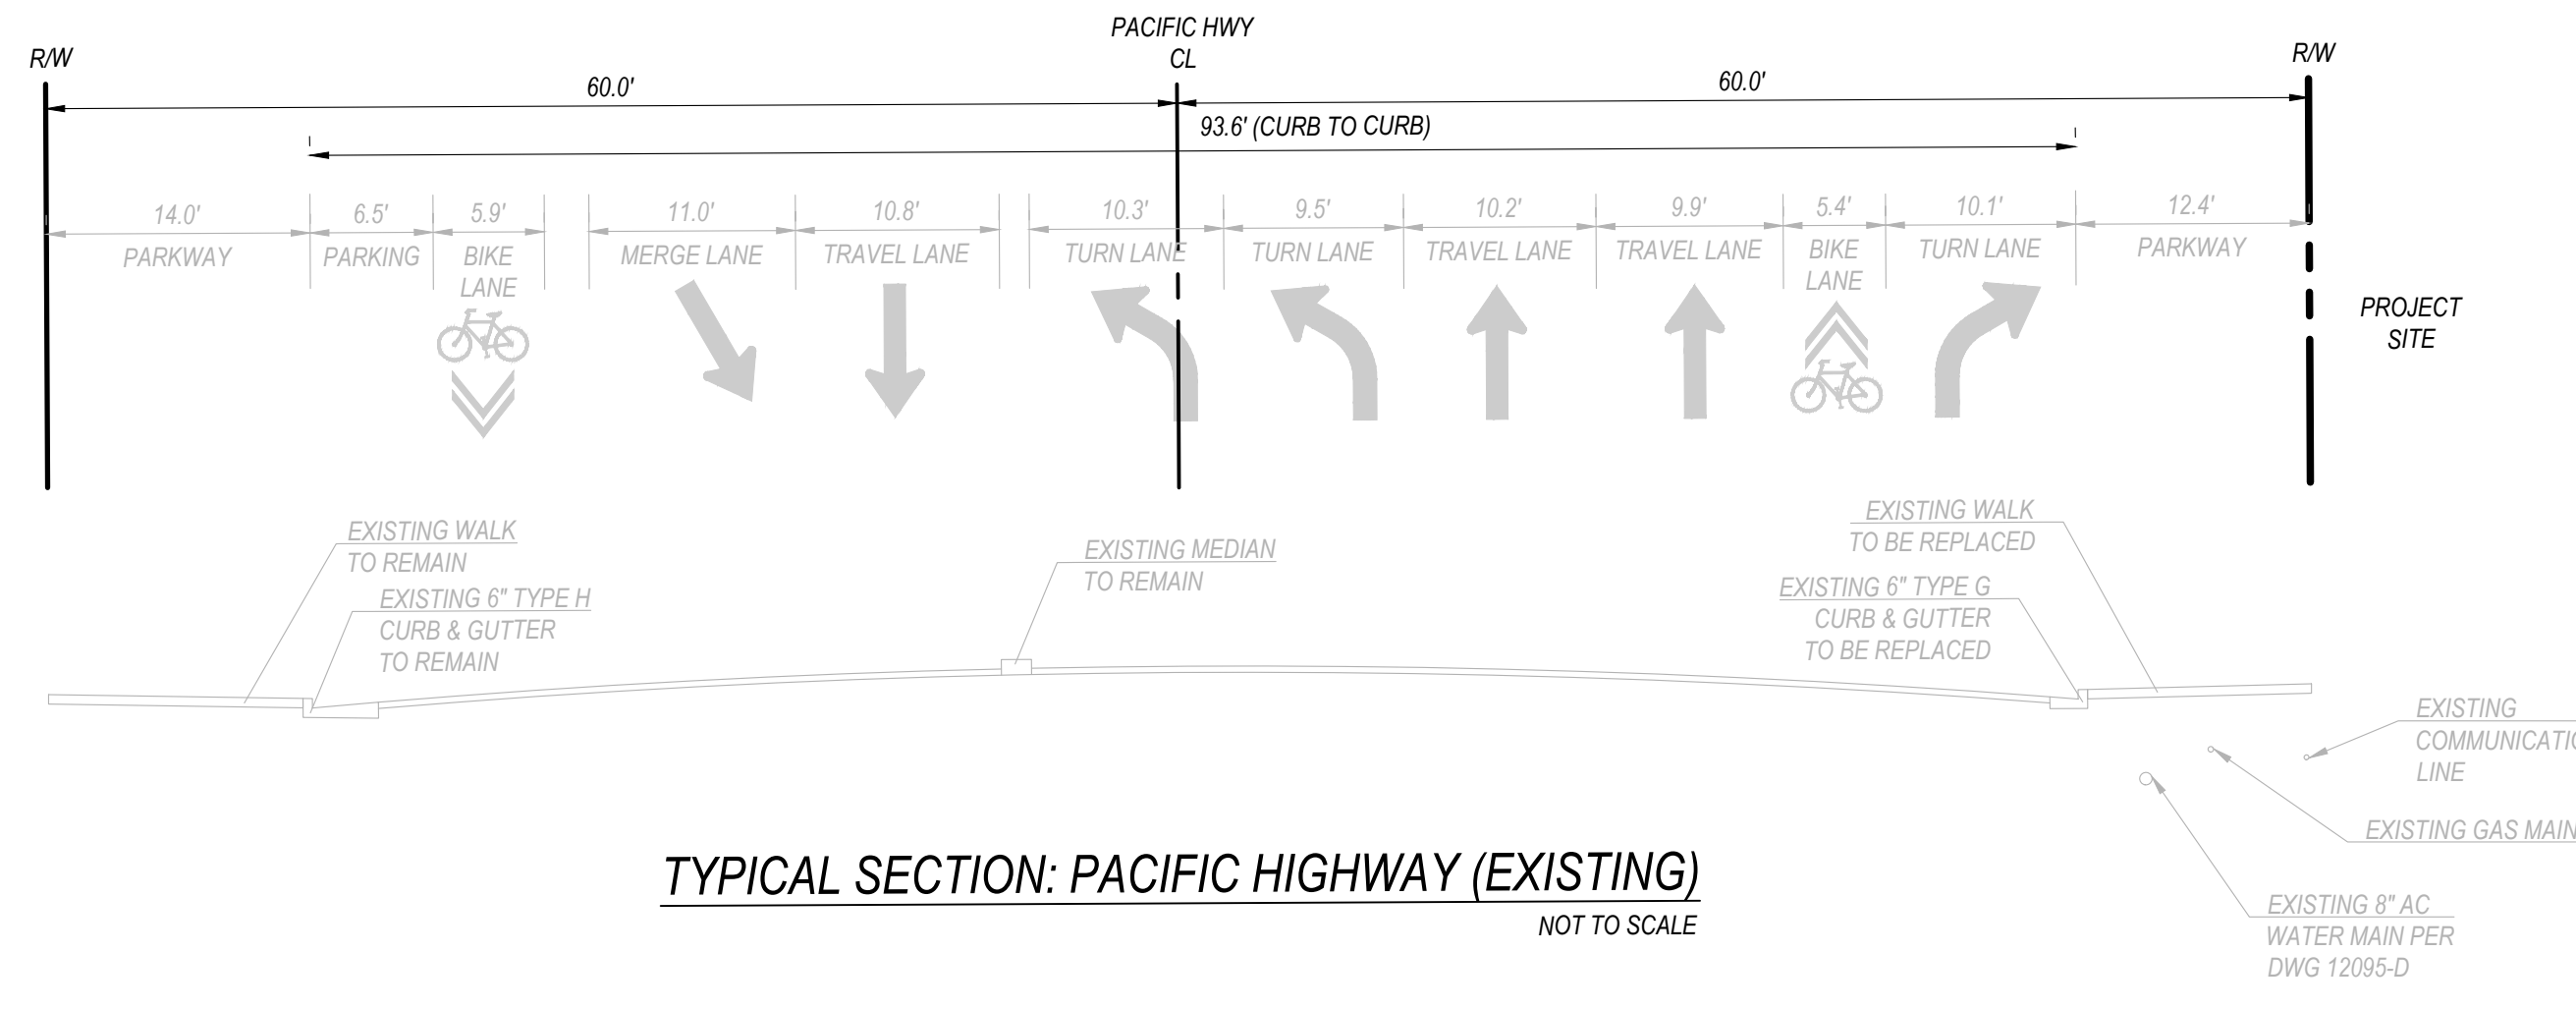 PACIFIC HWY
CL
R/W
R/W
60.0'
60.0'
93.6' (CURB TO CURB)
14.0'
6.5'
5.9'
11.0'
10.8'
10.3'
9.5'
10.2'
9.9'
5.4'
10.1'
12.4'
PARKWAY
PARKING
BIKE
LANE
MERGE LANE
TRAVEL LANE
TURN LANE
TURN LANE
TRAVEL LANE
TRAVEL LANE
BIKE
LANE
TURN LANE
PARKWAY
PROJECT
SITE
EXISTING WALK
TO REMAIN
EXISTING 6" TYPE H
CURB & GUTTER
TO REMAIN
EXISTING MEDIAN
TO REMAIN
EXISTING WALK
TO BE REPLACED
EXISTING 6" TYPE G
CURB & GUTTER
TO BE REPLACED
EXISTING
COMMUNICATIO
LINE
EXISTING GAS MAIN
EXISTING 8" AC
WATER MAIN PER
DWG 12095-D
TYPICAL SECTION: PACIFIC HIGHWAY (EXISTING)
NOT TO SCALE